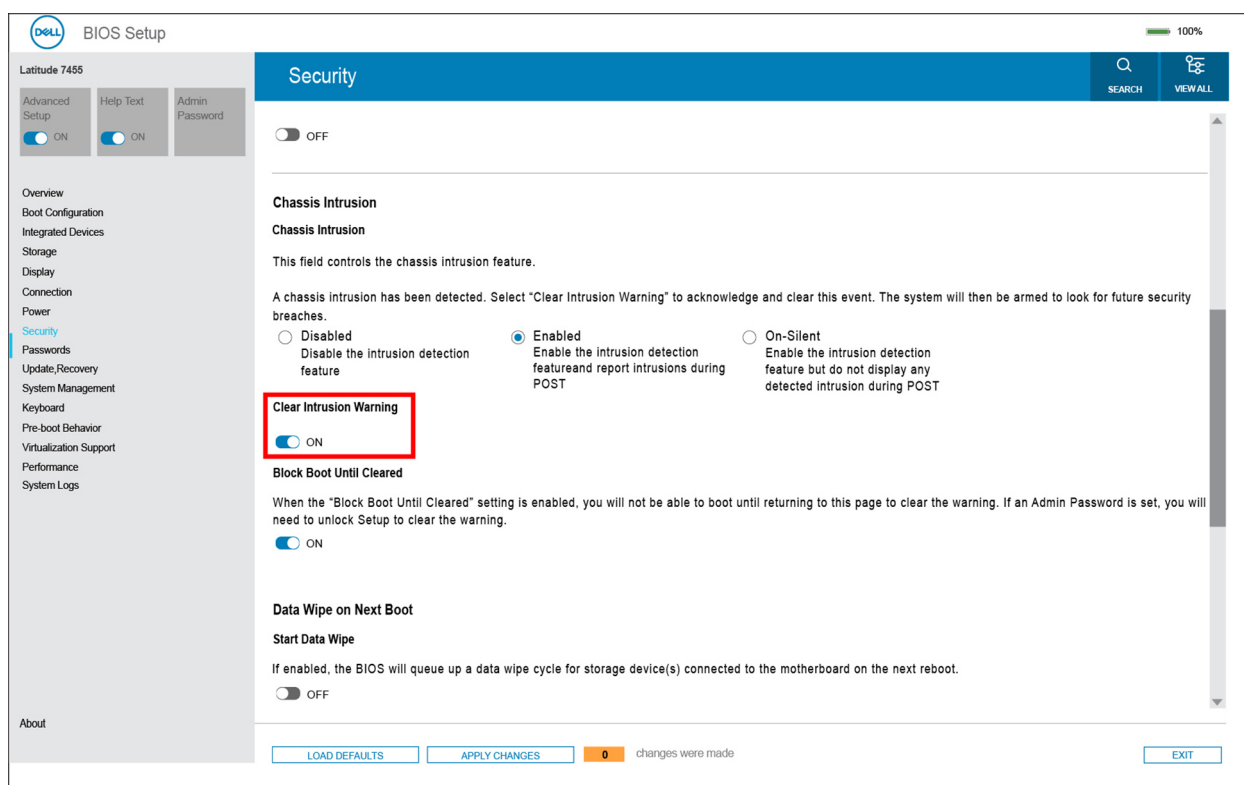 DELL BIOS Setup 100%
Latitude 7455
Advanced Setup ON
Help Text ON
Admin Password
Overview
Boot Configuration
Integrated Devices
Storage
Display
Connection
Power
Security
Passwords
Update,Recovery
System Management
Keyboard
Pre-boot Behavior
Virtualization Support
Performance
System Logs
About
Security
SEARCH
VIEW ALL
OFF
Chassis Intrusion
Chassis Intrusion
This field controls the chassis intrusion feature.
A chassis intrusion has been detected. Select “Clear Intrusion Warning” to acknowledge and clear this event. The system will then be armed to look for future security
breaches.
Disabled
Disable the intrusion detection
feature
Enabled
Enable the intrusion detection
featureand report intrusions during
POST
On-Silent
Enable the intrusion detection
feature but do not display any
detected intrusion during POST
Clear Intrusion Warning
ON
Block Boot Until Cleared
When the “Block Boot Until Cleared” setting is enabled, you will not be able to boot until returning to this page to clear the warning. If an Admin Password is set, you will
need to unlock Setup to clear the warning.
ON
Data Wipe on Next Boot
Start Data Wipe
If enabled, the BIOS will queue up a data wipe cycle for storage device(s) connected to the motherboard on the next reboot.
OFF
LOAD DEFAULTS APPLY CHANGES 0 changes were made EXIT